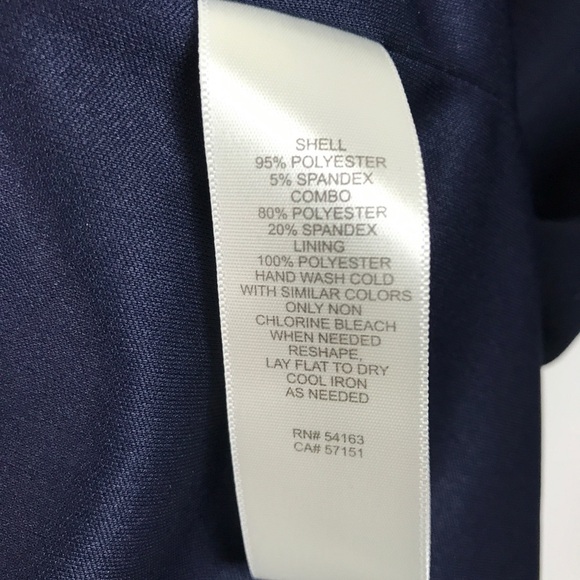 SHELL
95% POLYESTER
5% SPANDEX
COMBO
80% POLYESTER
20% SPANDEX
LINING
100% POLYESTER
HAND WASH COLD
WITH SIMILAR COLORS
ONLY NON
CHLORINE BLEACH
WHEN NEEDED
RESHAPE,
LAY FLAT TO DRY
COOL IRON
AS NEEDED
RN# 54163
CA# 57151